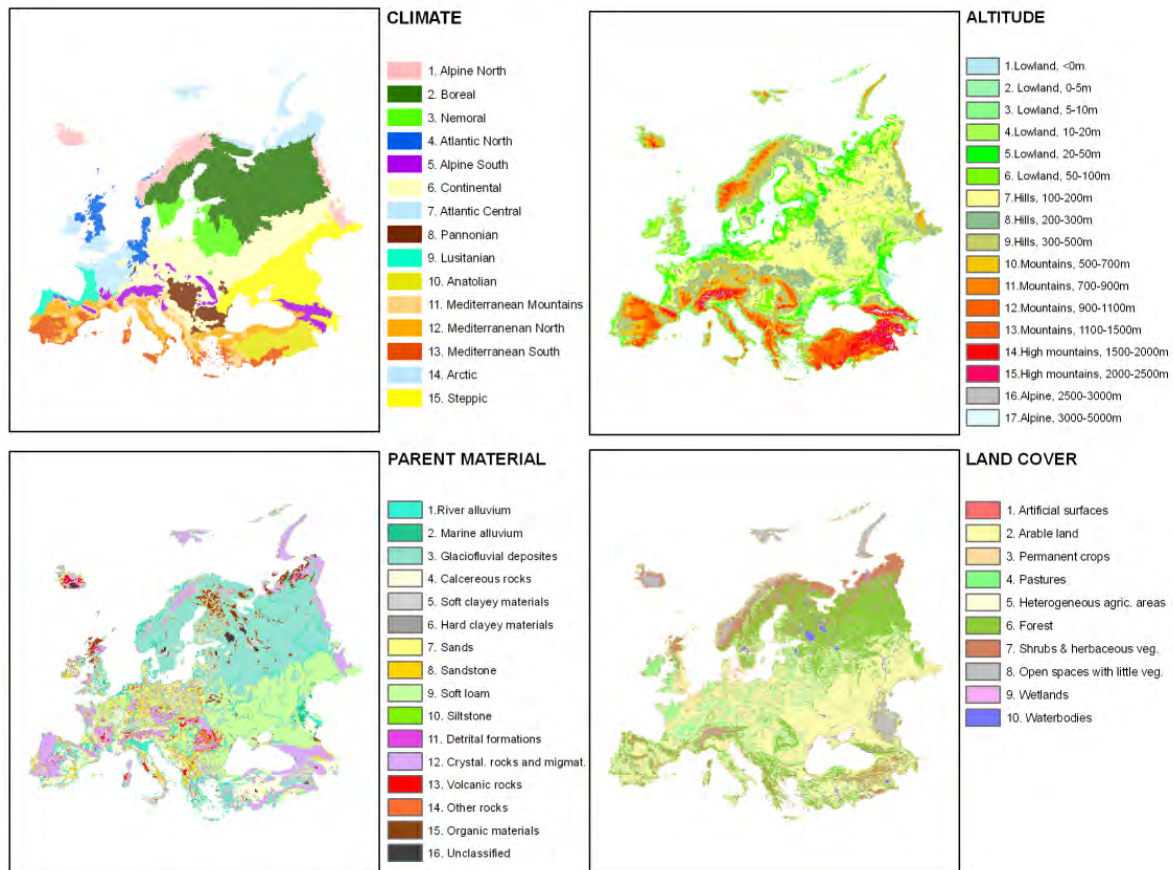 CLIMATE
1. Alpine North
2. Boreal
3. Nemoral
4. Atlantic North
5. Alpine South
6. Continental
7. Atlantic Central
8. Pannonian
9. Lusitanian
10. Anatolian
11. Mediterranean Mountains
12. Mediterranenan North
13. Mediterranean South
14. Arctic
15. Steppic
ALTITUDE
1.Lowland, <0m
2. Lowland, 0-5m
3. Lowland, 5-10m
4. Lowland, 10-20m
5. Lowland, 20-50m
6. Lowland, 50-100m
7.Hills, 100-200m
8.Hills, 200-300m
9.Hills, 300-500m
10.Mountains, 500-700m
11.Mountains, 700-900m
12.Mountains, 900-1100m
13.Mountains, 1100-1500m
14.High mountains, 1500-2000m
15.High mountains, 2000-2500m
16.Alpine, 2500-3000m
17.Alpine, 3000-5000m
PARENT MATERIAL
1.River alluvium
2. Marine alluvium
3. Glaciofluvial deposites
4. Calcereous rocks
5. Soft clayey materials
6. Hard clayey materials
7. Sands
8. Sandstone
9. Soft loam
10. Siltstone
11. Detrital formations
12. Crystal. rocks and migmat.
13. Volcanic rocks
14. Other rocks
15. Organic materials
16. Unclassified
LAND COVER
1. Artificial surfaces
2. Arable land
3. Permanent crops
4. Pastures
5. Heterogeneous agric. areas
6. Forest
7. Shrubs & herbaceous veg.
8. Open spaces with little veg.
9. Wetlands
10. Waterbodies